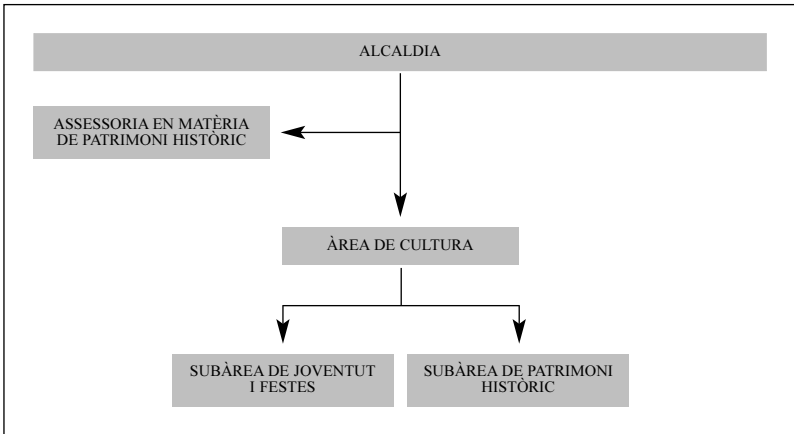 ALCALDIA
ASSESSORIA EN MATÈRIA
DE PATRIMONI HISTÒRIC
ÀREA DE CULTURA
SUBÀREA DE JOVENTUT
I FESTES
SUBÀREA DE PATRIMONI
HISTÒRIC